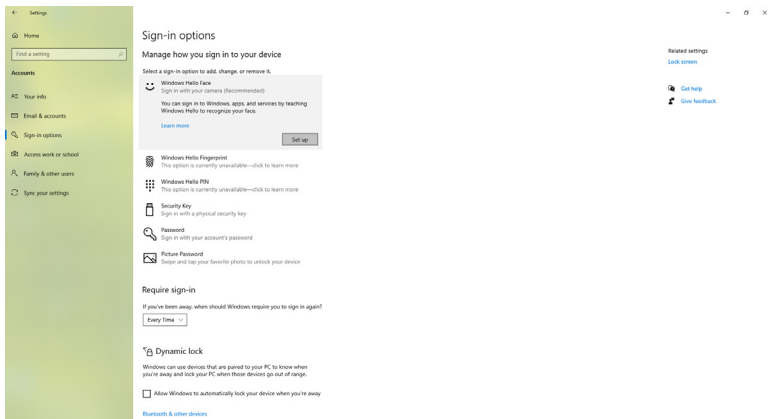 Settings
Home
Find a setting
Accounts
Your info
Email & accounts
Sign-in options
Access work or school
Family & other users
Sync your settings
Sign-in options
Manage how you sign in to your device
Select a sign-in option to add, change, or remove it.
Windows Hello Face
Sign in with your camera (Recommended)
You can sign in to Windows, apps, and services by teaching
Windows Hello to recognize your face.
Learn more
Set up
Windows Hello Fingerprint
This option is currently unavailable—click to learn more
Windows Hello PIN
This option is currently unavailable—click to learn more
Security Key
Sign in with a physical security key
Password
Sign in with your account's password
Picture Password
Swipe and tap your favorite photo to unlock your device
Require sign-in
If you've been away, when should Windows require you to sign in again?
Every Time
Dynamic lock
Windows can use devices that are paired to your PC to know when
you're away and lock your PC when those devices go out of range.
Allow Windows to automatically lock your device when you're away
Bluetooth & other devices
Related settings
Lock screen
Get help
Give feedback